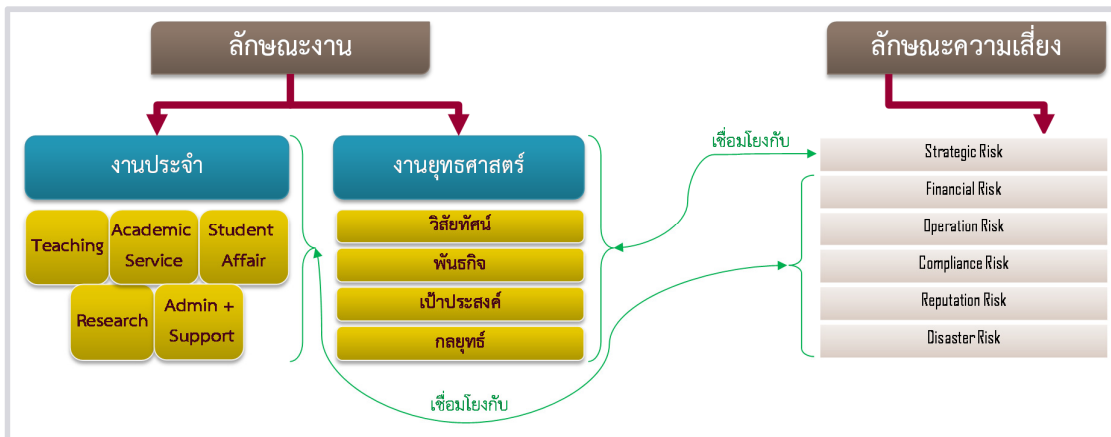 ลักษณะงาน
ลักษณะความเสี่ยง
งานประจำ
งานยุทธศาสตร์
เชื่อมโยงกับ
Teaching
Academic
Service
Student
Affair
Research
Admin +
Support
วิสัยทัศน์
พันธกิจ
เป้าประสงค์
กลยุทธ์
Strategic Risk
Financial Risk
Operation Risk
Compliance Risk
Reputation Risk
Disaster Risk
เชื่อมโยงกับ